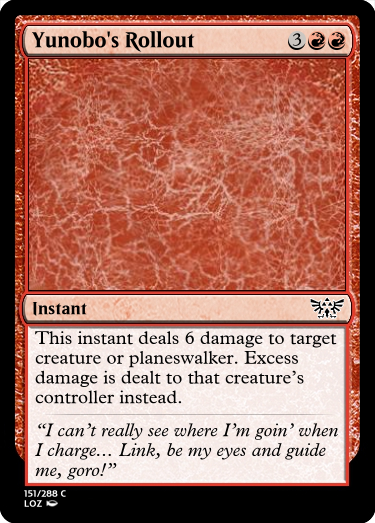 Yunobo's Rollout 3
Instant
This instant deals 6 damage to target
creature or planeswalker. Excess
damage is dealt to that creature's
controller instead.
“I can't really see where I'm goin' when
I charge... Link, be my eyes and guide
me, goro!”
151/288 C
LOZ